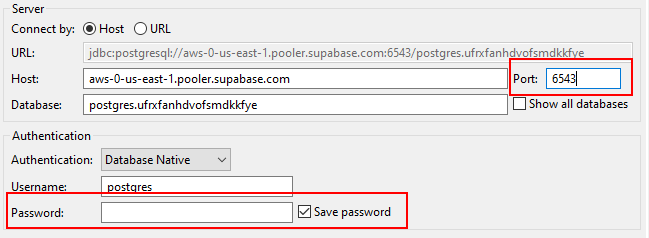 Server
Connect by: Host URL
URL: jdbc:postgresql://aws-0-us-east-1.pooler.supabase.com:6543/postgres.ufrxfanhdvofsmdkkfye
Host: aws-0-us-east-1.pooler.supabase.com Port: 6543
Database: postgres.ufrxfanhdvofsmdkkfye Show all databases
Authentication
Authentication: Database Native
Username: postgres
Password: Save password